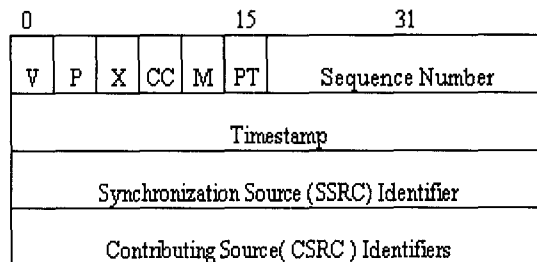 0 15 31
V P X CC M PT Sequence Number
Timestamp
Synchronization Source (SSRC) Identifier
Contributing Source( CSRC ) Identifiers